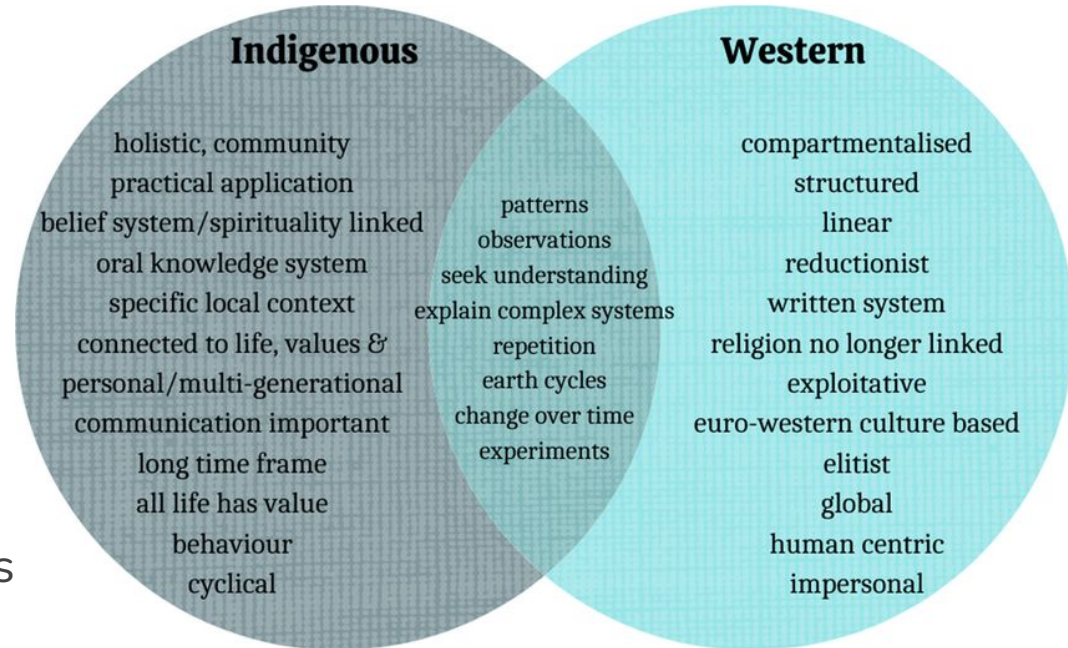 Indigenous
holistic, community
practical application
belief system/spirituality linked
oral knowledge system
specific local context
connected to life, values &
personal/multi-generational
communication important
long time frame
all life has value
behaviour
cyclical
patterns
observations
seek understanding
explain complex systems
repetition
earth cycles
change over time
experiments
Western
compartmentalised
structured
linear
reductionist
written system
religion no longer linked
exploitative
euro-western culture based
elitist
global
human centric
impersonal
s